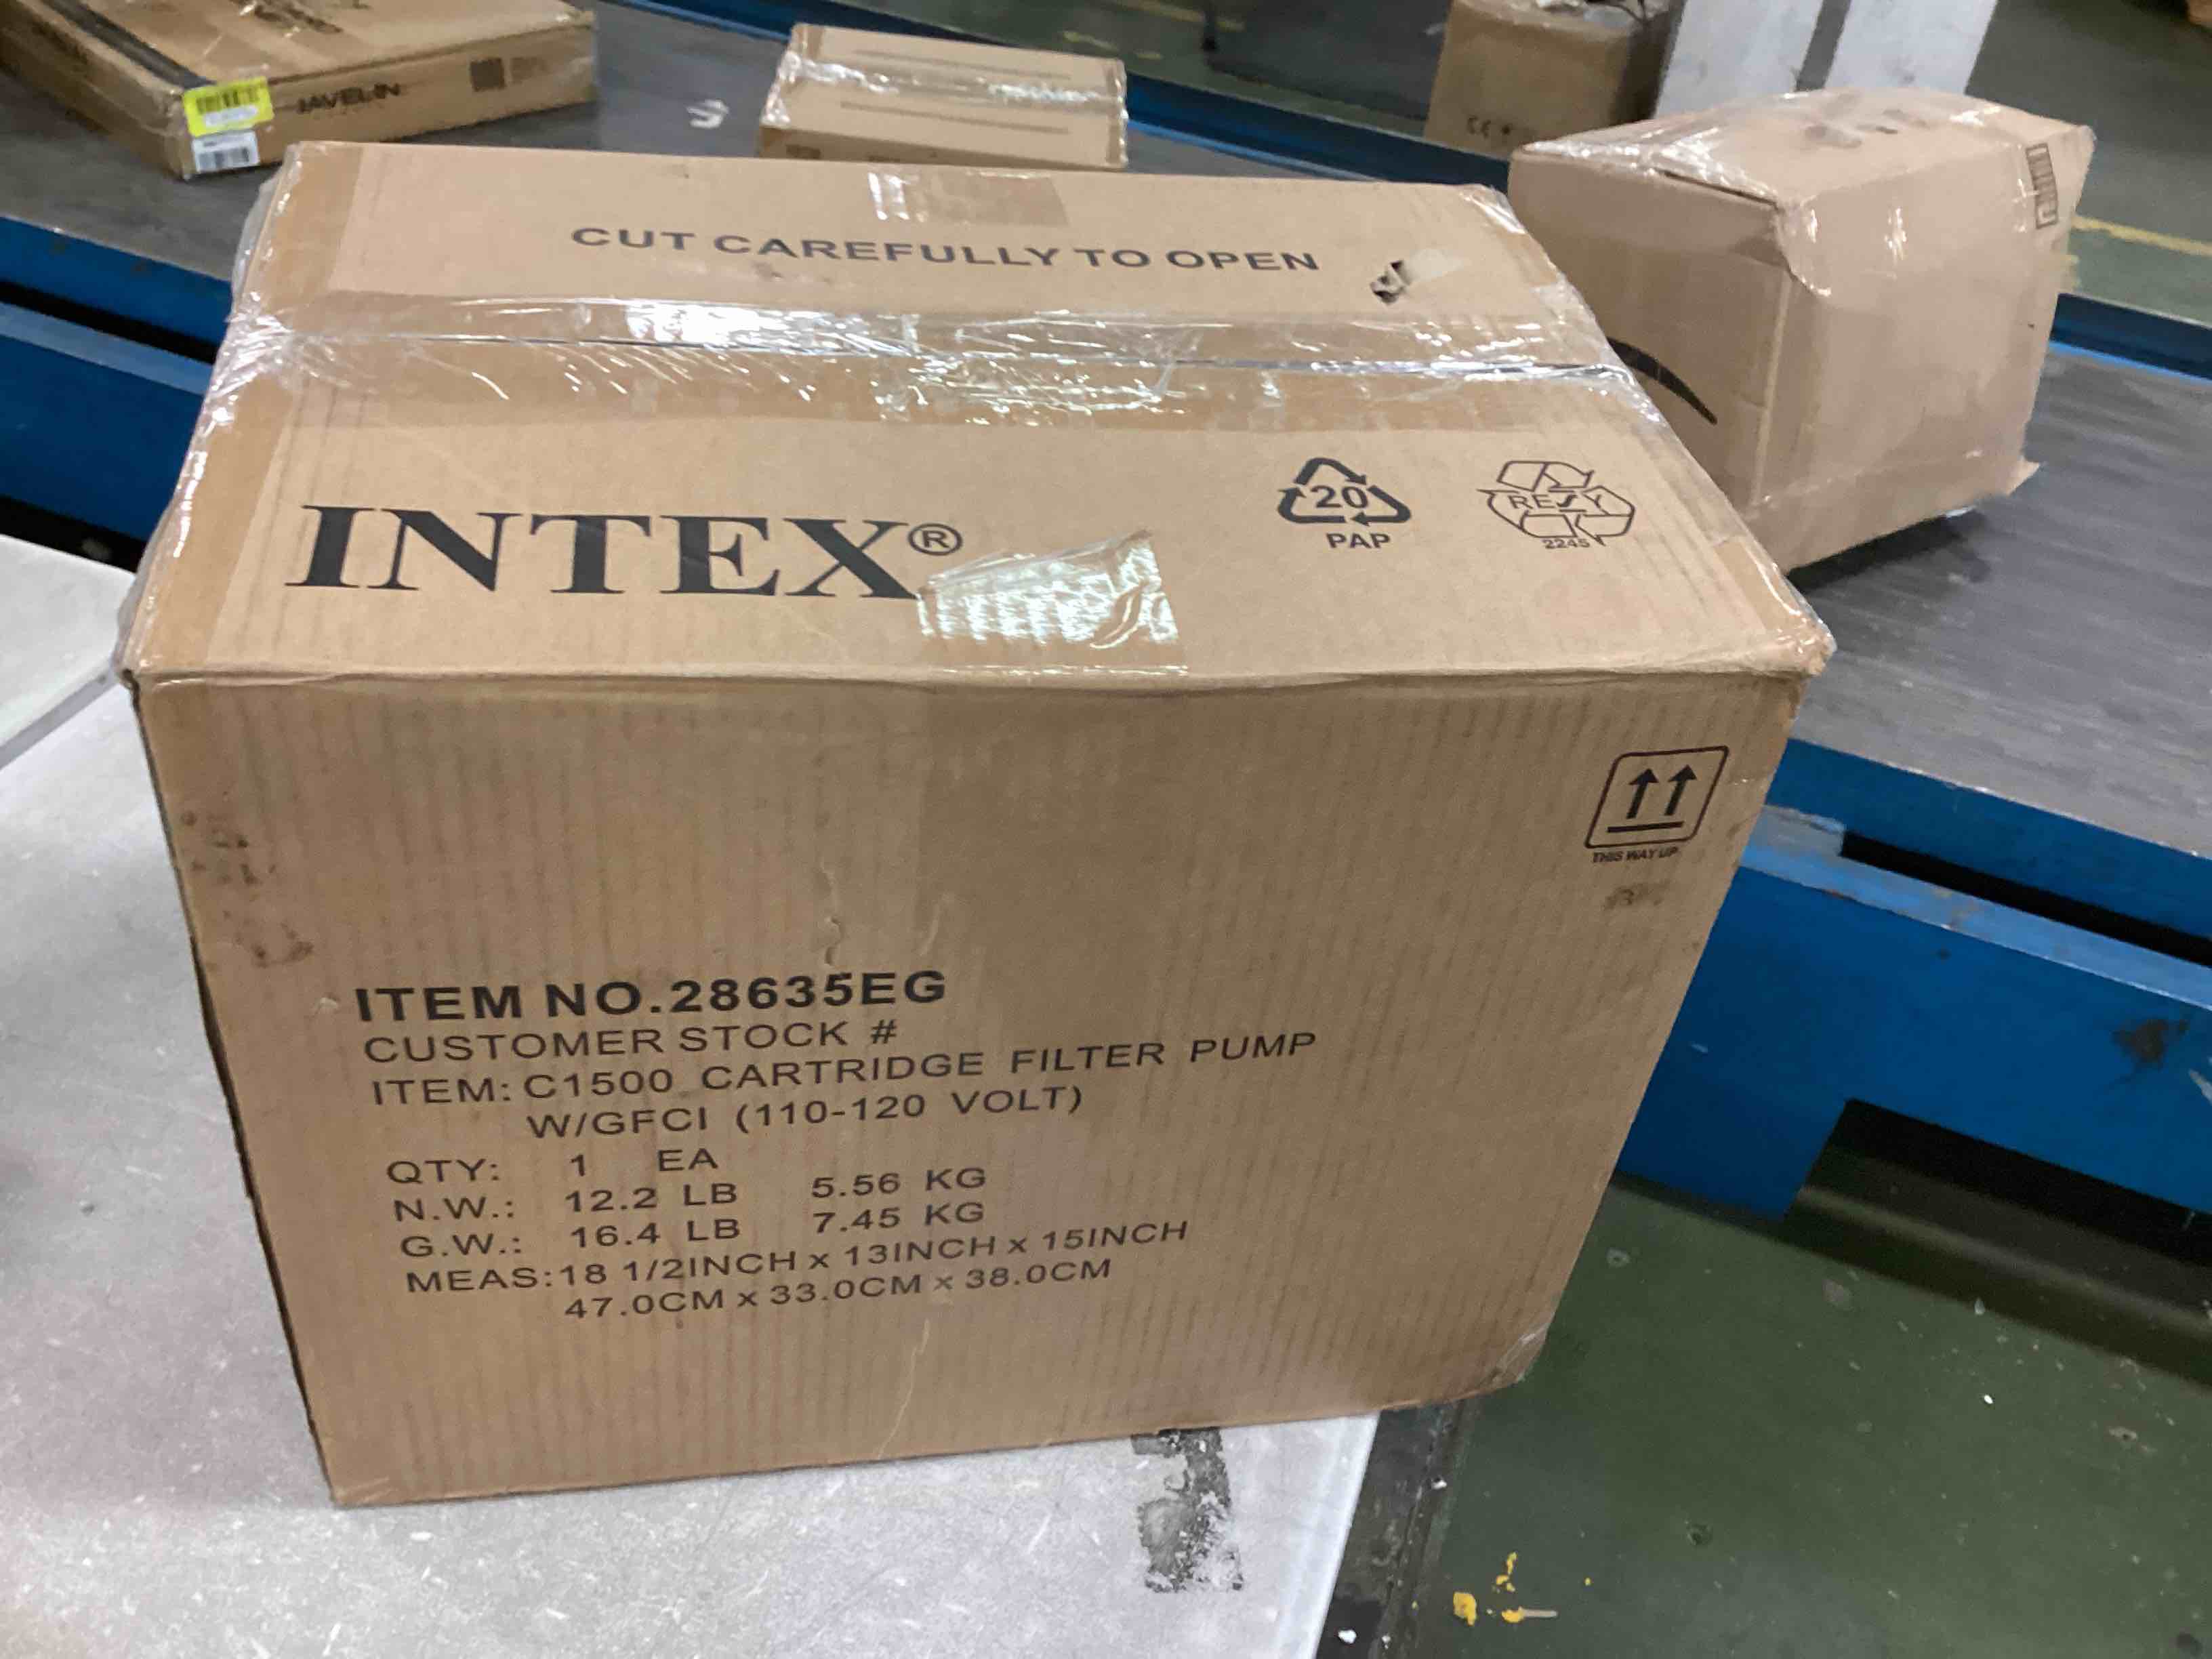 JAVELIN
CE
CUT CAREFULLY TO OPEN
INTEX®
20
PAP
RESY
2245
THIS WAY UP
ITEM NO.28635EG
CUSTOMER STOCK #
ITEM: C1500 CARTRIDGE FILTER PUMP
W/GFCI (110-120 VOLT)
QTY: 1 EA
N.W.: 12.2 LB 5.56 KG
G.W.: 16.4 LB 7.45 KG
MEAS:18 1/2INCH x 13INCH x 15INCH
47.0CM x 33.0CM x 38.0CM